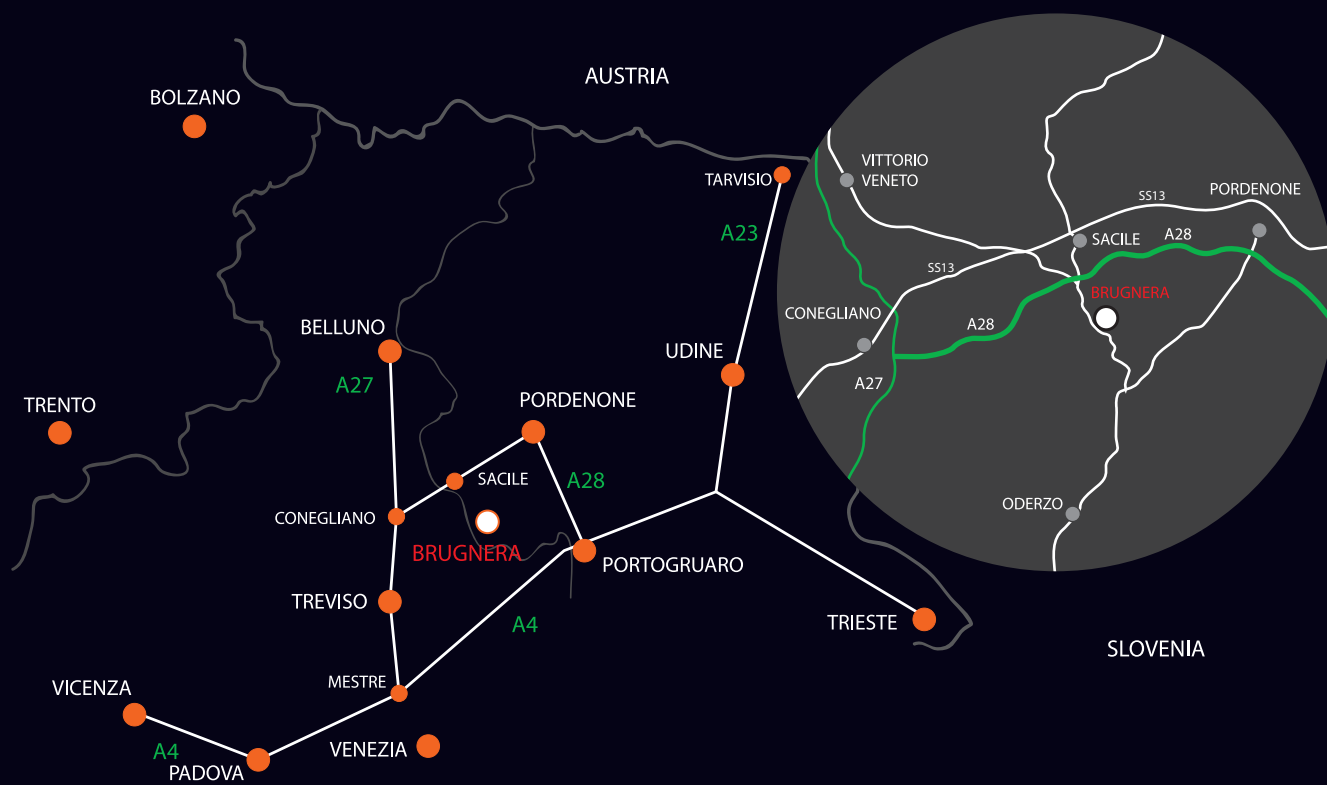 AUSTRIA
BOLZANO
TARVISIO
A23
BELLUNO
A27
UDINE
TRENTO
PORDENONE
SACILE
A28
CONEGLIANO
BRUGNERA
PORTOGRUARO
TREVISO
A4
TRIESTE
SLOVENIA
MESTRE
VICENZA
A4
VENEZIA
PADOVA
VITTORIO
VENETO
SS13
PORDENONE
SACILE
A28
SS13
BRUGNERA
CONEGLIANO
A28
A27
ODERZO